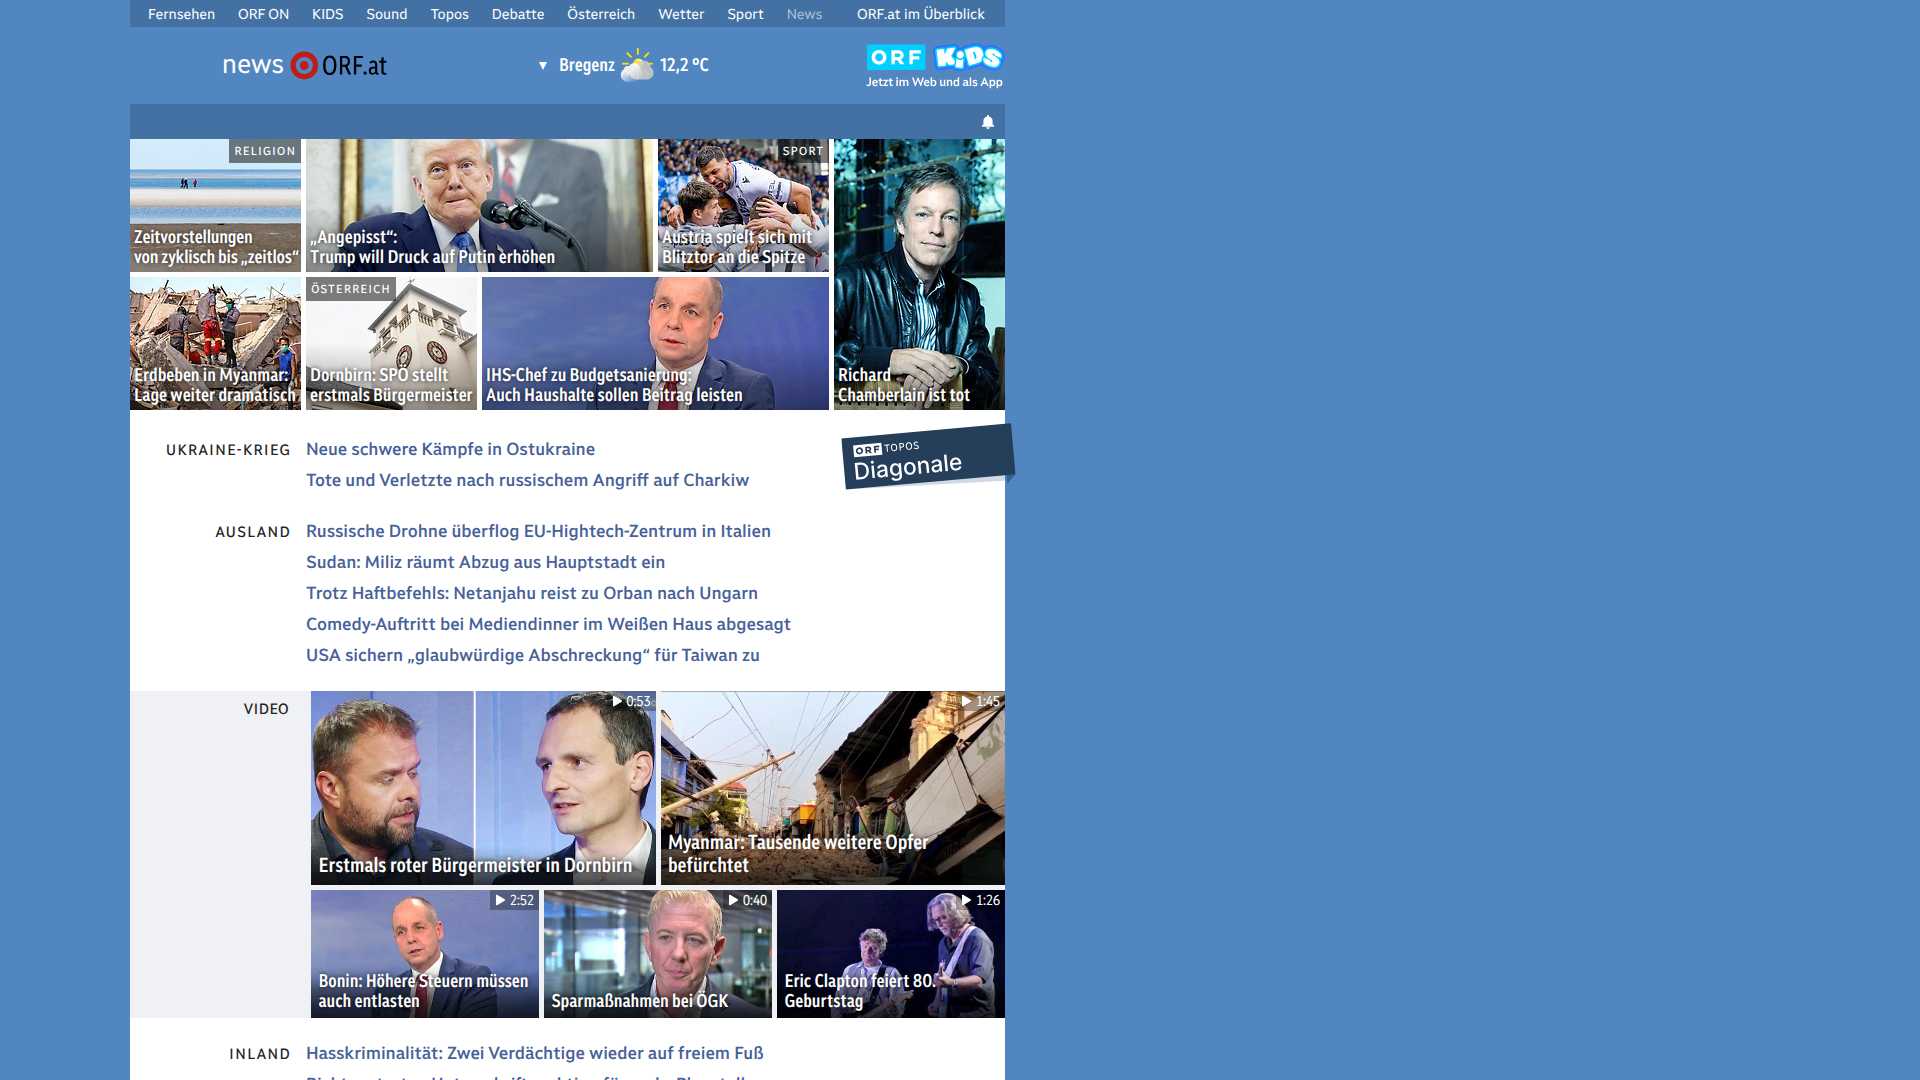 Fernsehen ORF ON KIDS Sound Topos Debatte Österreich Wetter Sport News ORF.at im Überblick
news ORF.at
▼ Bregenz 12,2 °C
ORF KiDS
Jetzt im Web und als App
RELIGION
Zeitvorstellungen
von zyklisch bis „zeitlos“
„Angepisst“:
Trump will Druck auf Putin erhöhen
SPORT
Austria spielt sich mit
Blitztor an die Spitze
Richard
Chamberlain ist tot
Erdbeben in Myanmar:
Lage weiter dramatisch
ÖSTERREICH
Dornbirn: SPÖ stellt
erstmals Bürgermeister
IHS-Chef zu Budgetsanierung:
Auch Haushalte sollen Beitrag leisten
UKRAINE-KRIEG
Neue schwere Kämpfe in Ostukraine
Tote und Verletzte nach russischem Angriff auf Charkiw
ORF TOPOS
Diagonale
AUSLAND
Russische Drohne überflog EU-Hightech-Zentrum in Italien
Sudan: Miliz räumt Abzug aus Hauptstadt ein
Trotz Haftbefehls: Netanjahu reist zu Orban nach Ungarn
Comedy-Auftritt bei Mediendinner im Weißen Haus abgesagt
USA sichern „glaubwürdige Abschreckung“ für Taiwan zu
VIDEO
0:53
Erstmals roter Bürgermeister in Dornbirn
1:45
Myanmar: Tausende weitere Opfer
befürchtet
2:52
Bonin: Höhere Steuern müssen
auch entlasten
0:40
Sparmaßnahmen bei ÖGK
1:26
Eric Clapton feiert 80.
Geburtstag
INLAND
Hasskriminalität: Zwei Verdächtige wieder auf freiem Fuß